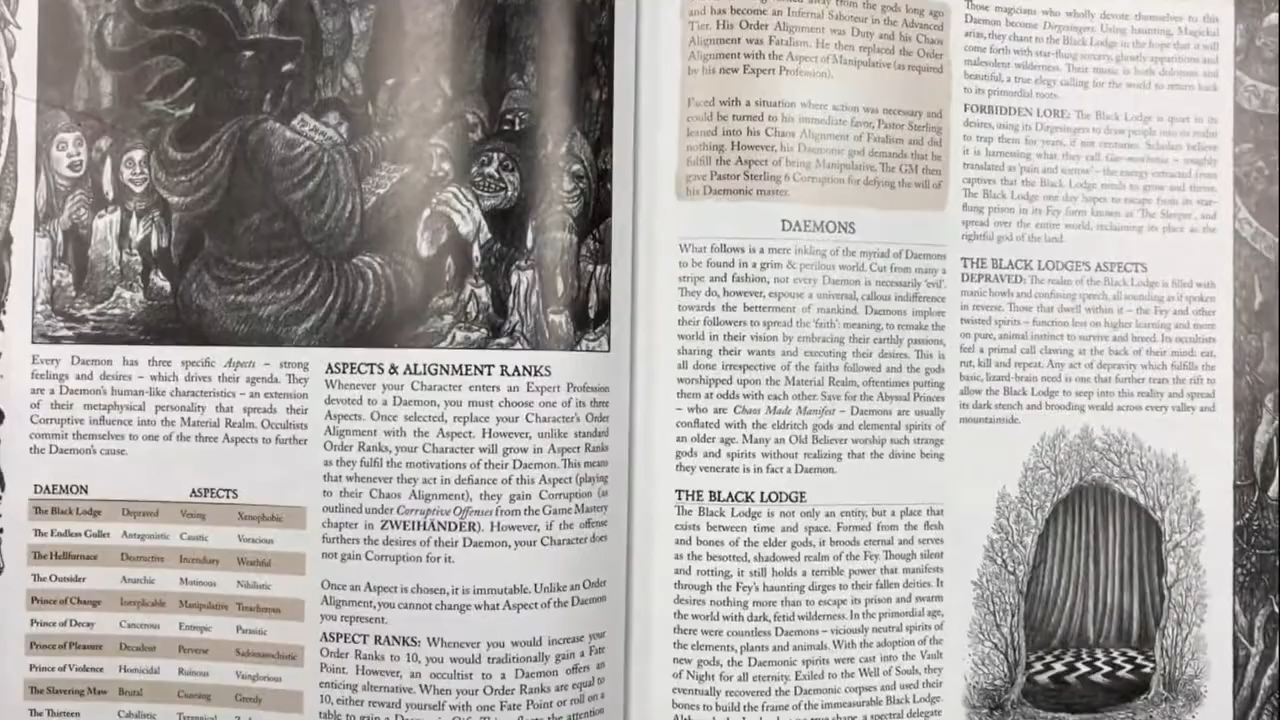 Every Daemon has three specific Aspects – strong
feelings and desires – which drives their agenda. They
are a Daemon's human-like characteristics – an extension
of their metaphysical personality that spreads their
Corruptive influence into the Material Realm. Occultists
commit themselves to one of the three Aspects to further
the Daemon's cause.
DAEMON ASPECTS
The Black Lodge Depraved Vexing Xenophobic
The Endless Gullet Antagonistic Caustic Voracious
The Hellfurnace Destructive Incendiary Wrathful
The Outsider Anarchic Mutinous Nihilistic
Prince of Change Inexplicable Manipulative Treacherous
Prince of Decay Cancerous Entropic Parasitic
Prince of Pleasure Decadent Perverse Sadomasochistic
Prince of Violence Homicidal Ruinous Vainglorious
The Slavering Maw Brutal Cunning Greedy
The Thirteen Cabalistic Tyrannical
ASPECTS & ALIGNMENT RANKS
Whenever your Character enters an Expert Profession
devoted to a Daemon, you must choose one of its three
Aspects. Once selected, replace your Character's Order
Alignment with the Aspect. However, unlike standard
Order Ranks, your Character will grow in Aspect Ranks
as they fulfil the motivations of their Daemon. This means
that whenever they act in defiance of this Aspect (playing
to their Chaos Alignment), they gain Corruption (as
outlined under Corruptive Offenses from the Game Mastery
chapter in ZWEIHÄNDER). However, if the offense
furthers the desires of their Daemon, your Character does
not gain Corruption for it.
Once an Aspect is chosen, it is immutable. Unlike an Order
Alignment, you cannot change what Aspect of the Daemon
you represent.
ASPECT RANKS: Whenever you would increase your
Order Ranks to 10, you would traditionally gain a Fate
Point. However, an occultist to a Daemon offers an
enticing alternative. When your Order Ranks are equal to
10, either reward yourself with one Fate Point or roll on a
table to gain a
away from the gods long ago
and has become an Infernal Saboteur in the Advanced
Tier. His Order Alignment was Duty and his Chaos
Alignment was Fatalism. He then replaced the Order
Alignment with the Aspect of Manipulative (as required
by his new Expert Profession).
Faced with a situation where action was necessary and
could be turned to his immediate favor, Pastor Sterling
leaned into his Chaos Alignment of Fatalism and did
nothing. However, his Daemonic god demands that he
fulfill the Aspect of being Manipulative. The GM then
gave Pastor Sterling 6 Corruption for defying the will of
his Daemonic master.
DAEMONS
What follows is a mere inkling of the myriad of Daemons
to be found in a grim & perilous world. Cut from many a
stripe and fashion, not every Daemon is necessarily 'evil'.
They do, however, espouse a universal, callous indifference
towards the betterment of mankind. Daemons implore
their followers to spread the 'faith': meaning, to remake the
world in their vision by embracing their earthly passions,
sharing their wants and executing their desires. This is
all done irrespective of the faiths followed and the gods
worshipped upon the Material Realm, oftentimes putting
them at odds with each other. Save for the Abyssal Princes
– who are Chaos Made Manifest – Daemons are usually
conflated with the eldritch gods and elemental spirits of
an older age. Many an Old Believer worship such strange
gods and spirits without realizing that the divine being
they venerate is in fact a Daemon.
THE BLACK LODGE
The Black Lodge is not only an entity, but a place that
exists between time and space. Formed from the flesh
and bones of the elder gods, it broods eternal and serves
as the besotted, shadowed realm of the Fey. Though silent
and rotting, it still holds a terrible power that manifests
through the Fey's haunting dirges to their fallen deities. It
desires nothing more than to escape its prison and swarm
the world with dark, fetid wilderness. In the primordial age,
there were countless Daemons – viciously neutral spirits of
the elements, plants and animals. With the adoption of the
new gods, the Daemonic spirits were cast into the Vault
of Night for all eternity. Exiled to the Well of Souls, they
eventually recovered the Daemonic corpses and used their
bones to build the frame of the immeasurable Black Lodge.
a spectral delegate
Those magicians who wholly devote themselves to this
Daemon become Dirgesingers. Using haunting, Magickal
arias, they chant to the Black Lodge in the hope that it will
come forth with star-flung sorcery, ghastly apparitions and
malevolent wilderness. Their music is both dolorous and
beautiful, a true elegy calling for the world to return back
to its primordial roots.
FORBIDDEN LORE: The Black Lodge is quiet in its
desires, using its Dirgesingers to draw people into its realm
to trap them for years, if not centuries. Scholars believe
it is harnessing what they call – roughly
translated as 'pain and sorrow' – the energy extracted from
captives that the Black Lodge needs to grow and thrive.
The Black Lodge one day hopes to escape from its star-
flung prison in its Fey form known as 'The Sleeper', and
spread over the entire world, reclaiming its place as the
rightful god of the land.
THE BLACK LODGE'S ASPECTS
DEPRAVED: The realm of the Black Lodge is filled with
manic howls and confusing speech, all sounding as if spoken
in reverse. Those that dwell within it – the Fey and other
twisted spirits – function less on higher learning and more
on pure, animal instinct to survive and breed. Its occultists
feel a primal call clawing at the back of their mind: eat,
rut, kill and repeat. Any act of depravity which fulfills the
basic, lizard-brain need is one that further tears the rift to
allow the Black Lodge to seep into this reality and spread
its dark stench and brooding weald across every valley and
mountainside.